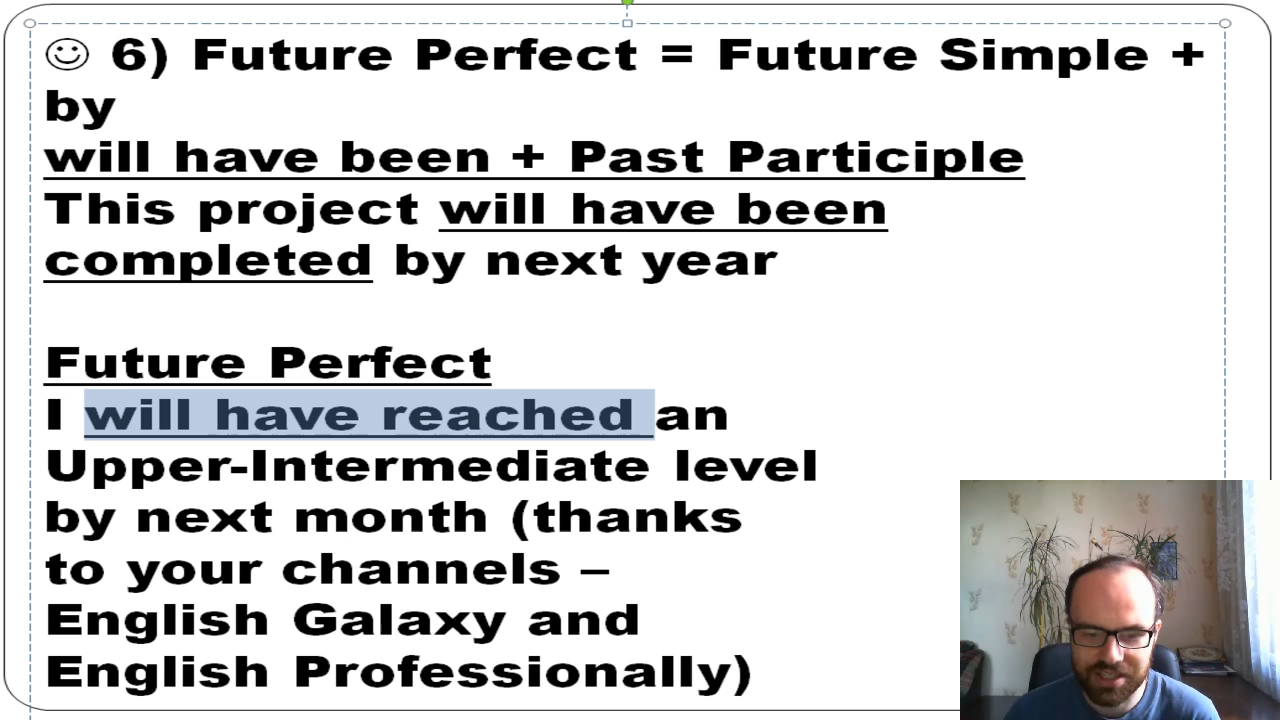 ☺ 6) Future Perfect = Future Simple +
by
will have been + Past Participle
This project will have been
completed by next year
Future Perfect
I will have reached an
Upper-Intermediate level
by next month (thanks
to your channels –
English Galaxy and
English Professionally)